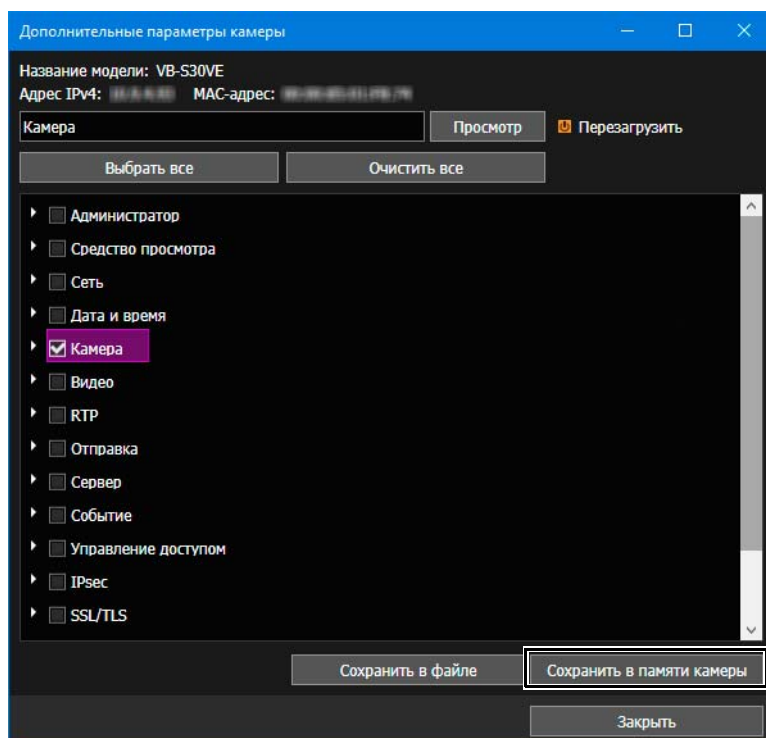 Дополнительные параметры камеры
Название модели: VB-S30VE
Адрес IPv4: МАС-адрес:
Камера Просмотр Перезагрузить
Выбрать все Очистить все
Администратор
Средство просмотра
Сеть
Дата и время
Камера
Видео
RTP
Отправка
Сервер
Событие
Управление доступом
IPsec
SSL/TLS
Сохранить в файле Сохранить в памяти камеры
Закрыть